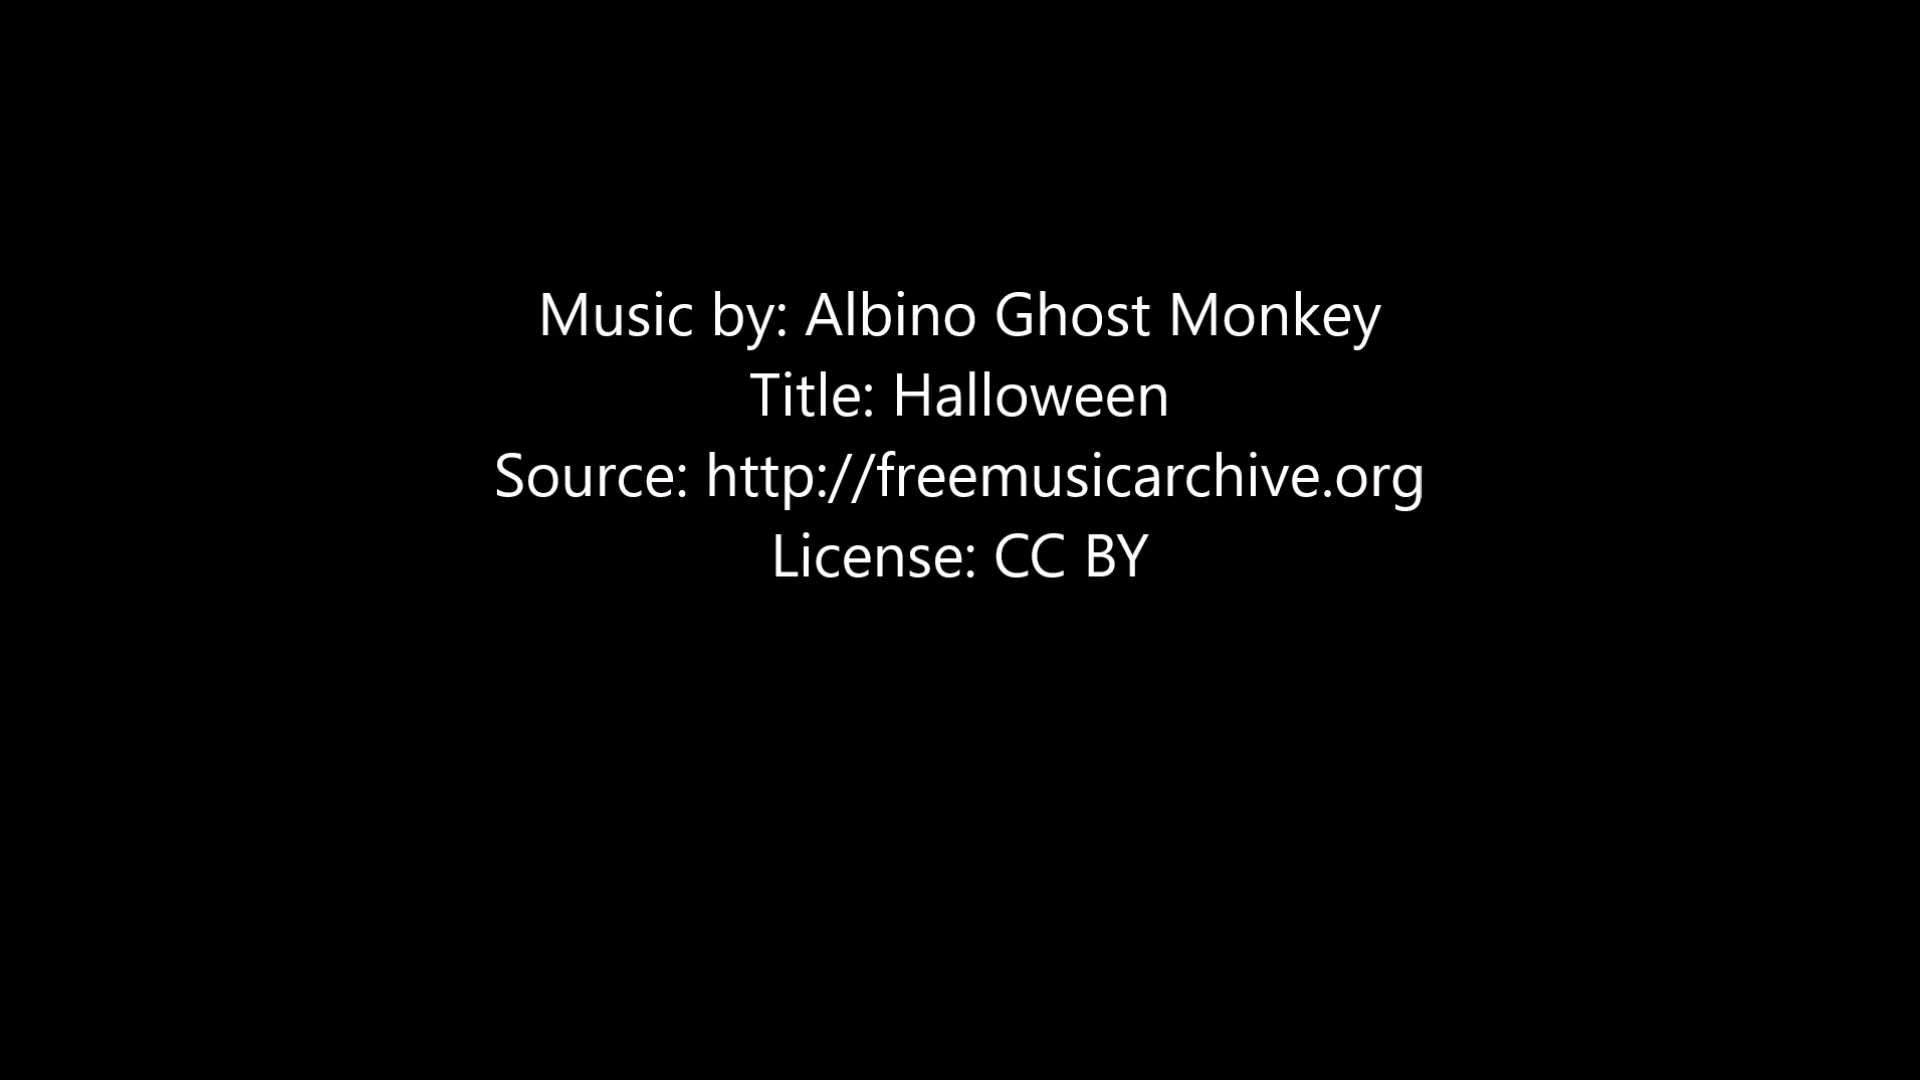 Music by: Albino Ghost Monkey
Title: Halloween
Source: http://freemusicarchive.org
License: CC BY